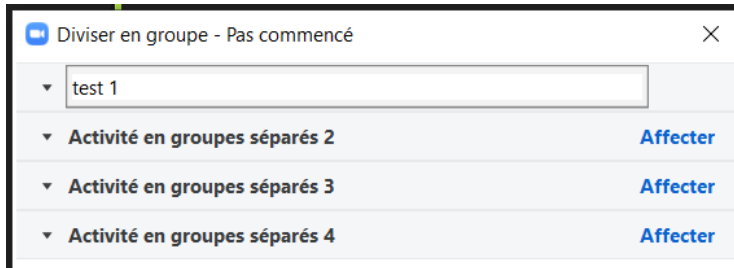 Diviser en groupe - Pas commencé
test 1
Activité en groupes séparés 2 Affecter
Activité en groupes séparés 3 Affecter
Activité en groupes séparés 4 Affecter